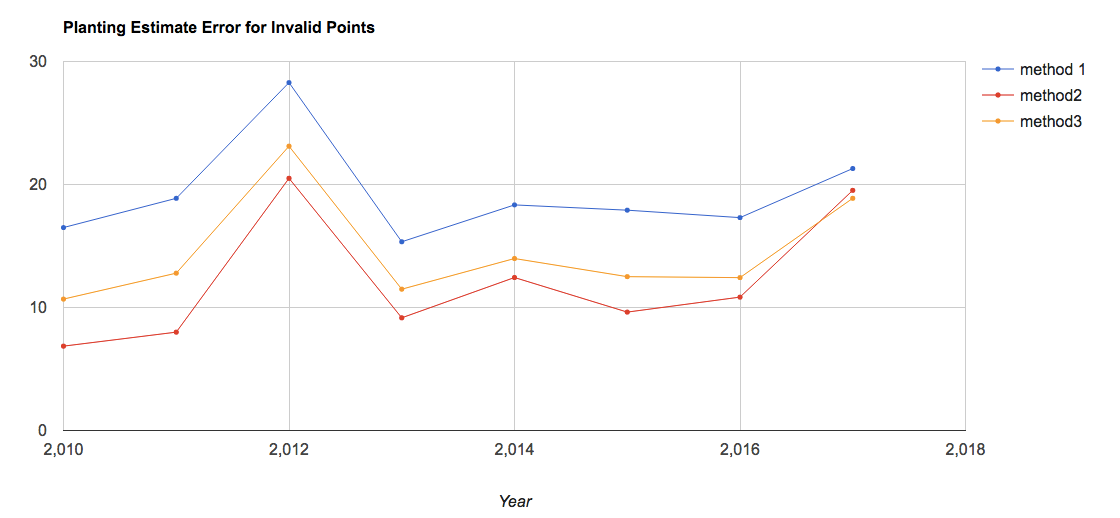 Planting Estimate Error for Invalid Points
30
20
10
0
2,010 2,012 2,014 2,016 2,018
Year
method 1
method2
method3